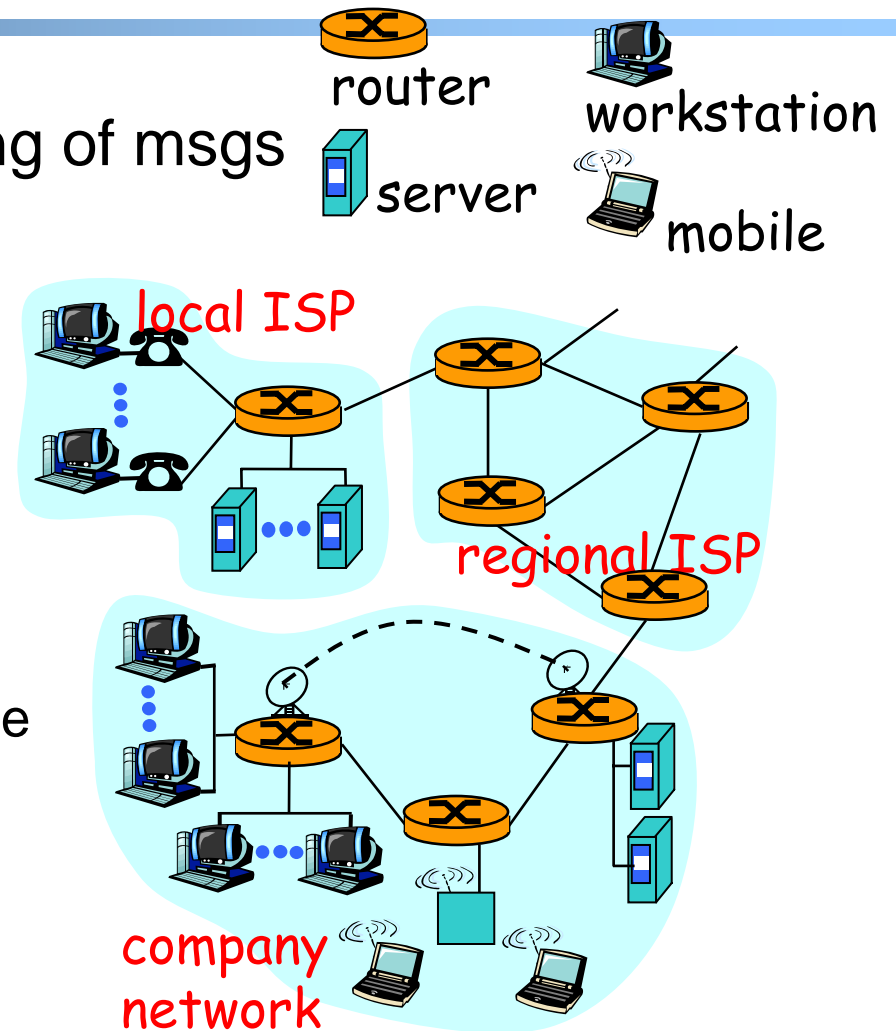 router
workstation
ng of msgs
server
mobile
local ISP
regional ISP
e
company
network